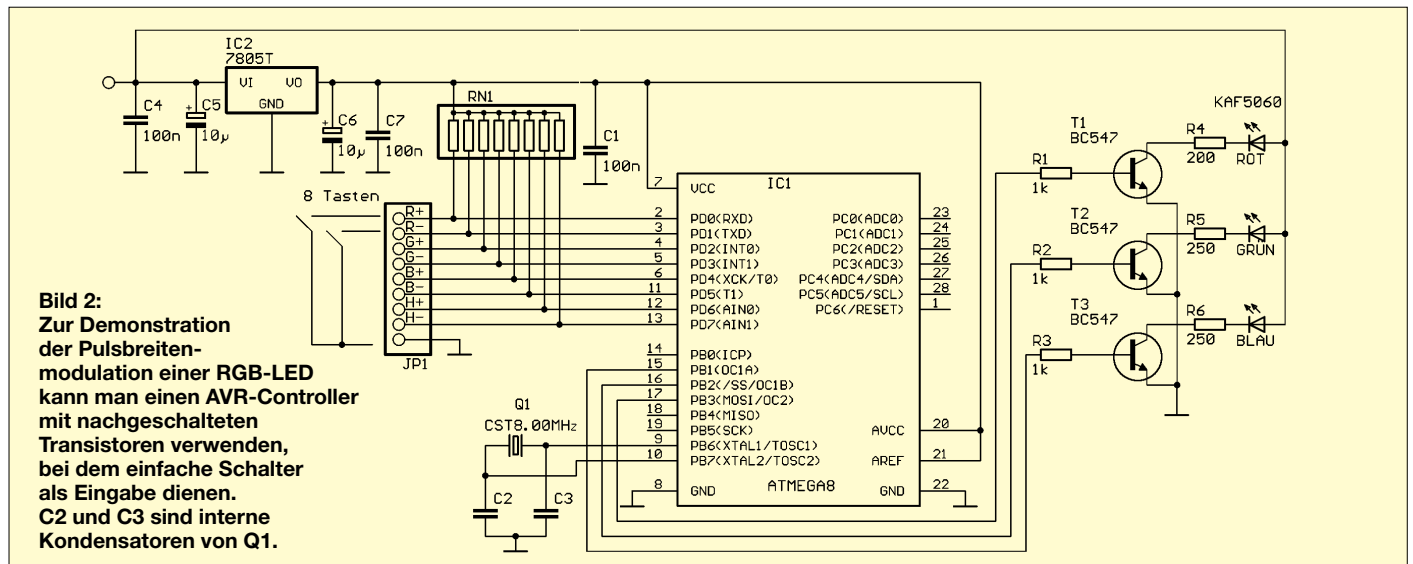 IC2
7805T
VI
VO
GND
C4
100n
C5
+
10µ
C6
+
10µ
C7
100n
RN1
C1
100n
8 Tasten
R+
R-
G+
G-
B+
B-
H+
H-
JP1
IC1
7 VCC
2 PD0(RXD)
3 PD1(TXD)
4 PD2(INT0)
5 PD3(INT1)
6 PD4(XCK/T0)
11 PD5(T1)
12 PD6(AIN0)
13 PD7(AIN1)
14 PB0(ICP)
15 PB1(OC1A)
16 PB2(/SS/OC1B)
17 PB3(MOSI/OC2)
18 PB4(MISO)
19 PB5(SCK)
9 PB6(XTAL1/TOSC1)
10 PB7(XTAL2/TOSC2)
8 GND
PC0(ADC0) 23
PC1(ADC1) 24
PC2(ADC2) 25
PC3(ADC3) 26
PC4(ADC4/SDA) 27
PC5(ADC5/SCL) 28
PC6(/RESET) 1
AVCC 20
AREF 21
GND 22
ATMEGA8
Q1
CST8.00MHz
C2
C3
R1
1k
R2
1k
R3
1k
T1
BC547
T2
BC547
T3
BC547
KAF5060
R4
200
ROT
R5
250
GRÜN
R6
250
BLAU
Bild 2:
Zur Demonstration
der Pulsbreiten-
modulation einer RGB-LED
kann man einen AVR-Controller
mit nachgeschalteten
Transistoren verwenden,
bei dem einfache Schalter
als Eingabe dienen.
C2 und C3 sind interne
Kondensatoren von Q1.